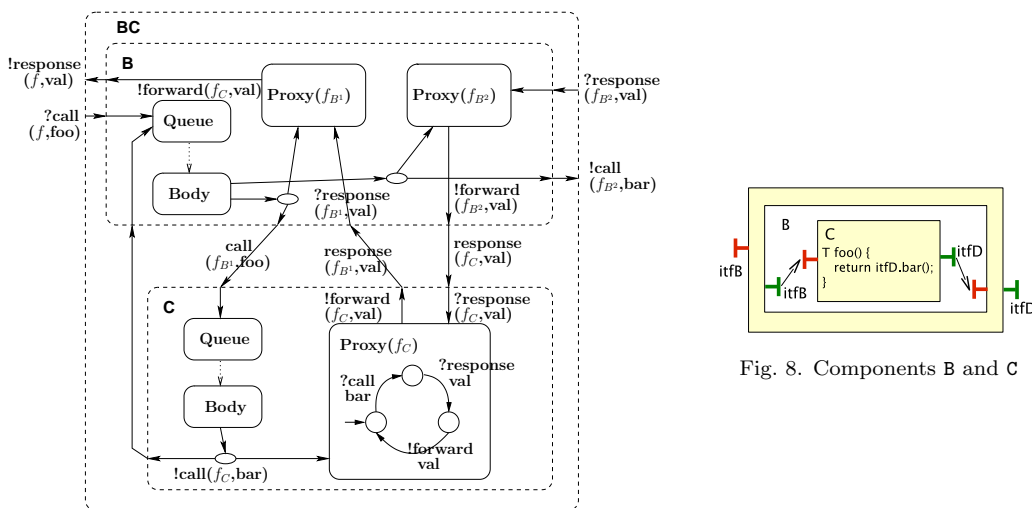 BC
B
!response
(f,val)
!forward(f_C,val)
Proxy(f_B¹)
Proxy(f_B²)
?response
(f_B²,val)
?call
(f,foo)
Queue
Body
!call
(f_B²,bar)
?response
(f_B¹,val)
!forward
(f_B²,val)
call
(f_B¹,foo)
response
(f_B¹,val)
response
(f_C,val)
C
!forward
(f_C,val)
?response
(f_C,val)
Queue
Proxy(f_C)
?call
bar
?response
val
Body
!forward
val
!call(f_C,bar)
B
C
T foo() {
return itfD.bar();
}
itfD
itfB
itfB
itfD
Fig. 8. Components B and C